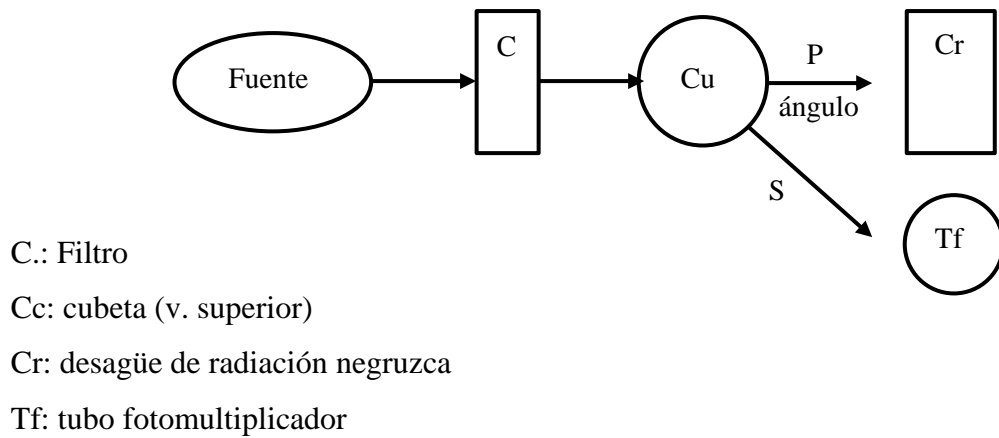 Fuente
C
Cu
P
ángulo
S
Cr
Tf
C.: Filtro
Cc: cubeta (v. superior)
Cr: desagüe de radiación negruzca
Tf: tubo fotomultiplicador